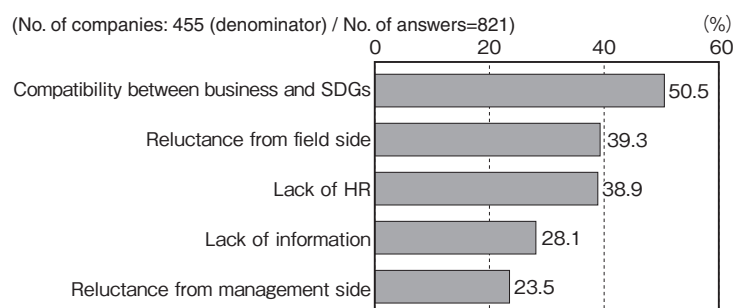 (No. of companies: 455 (denominator) / No. of answers=821) (%)
0 20 40 60
Compatibility between business and SDGs 50.5
Reluctance from field side 39.3
Lack of HR 38.9
Lack of information 28.1
Reluctance from management side 23.5